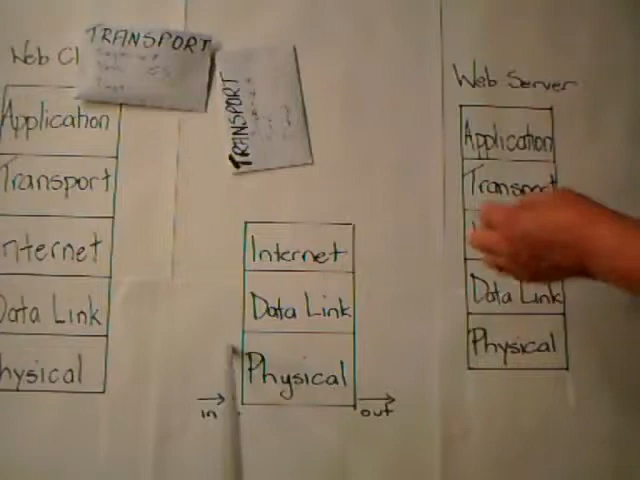 Web Cl
TRANSPORT
TRANSPORT
Web Server
Application
Transport
nternet
Data Link
hysical
Internet
Data Link
Physical
in
out
Application
Transport
Data Link
Physical